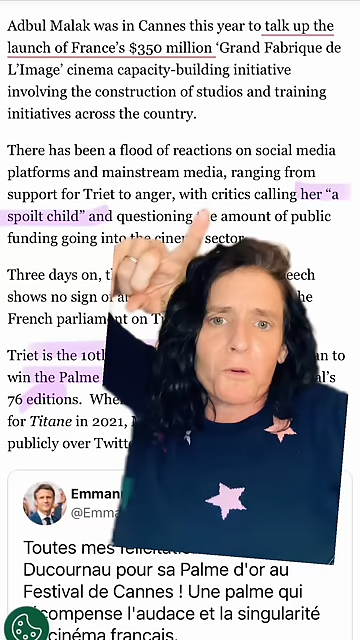 Adbul Malak was in Cannes this year to talk up the
launch of France's $350 million 'Grand Fabrique de
L'Image' cinema capacity-building initiative
involving the construction of studios and training
initiatives across the country.
There has been a flood of reactions on social media
platforms and mainstream media, ranging from
support for Triet to anger, with critics calling her "a
spoilt child" and questioning the amount of public
funding going into the cinema sector.
Three days on, eech
shows no sign of he
French parliament on
Triet is the 10th an to
win the Palme al's
76 editions.
for Titane in 2021,
publicly over
Emman
@Emma
Toutes mes félicitations
Ducournau pour sa Palme d'or au
Festival de Cannes ! Une palme qui
récompense l'audace et la singularité
cinéma français.